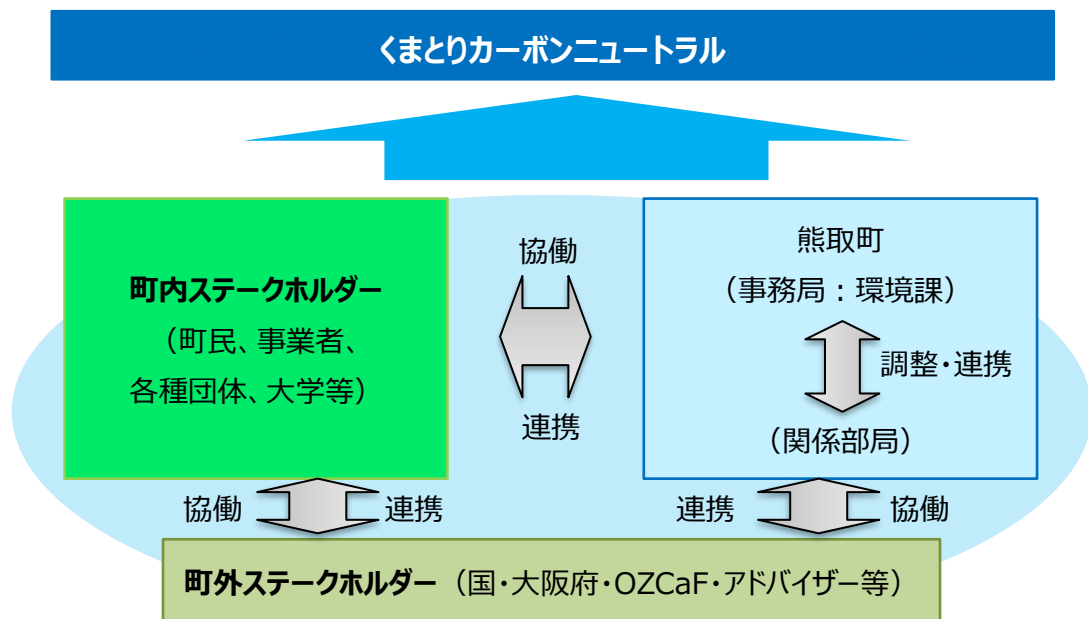 くまとりカーボンニュートラル
町内ステークホルダー
（町民、事業者、
各種団体、大学等）
協働
連携
熊取町
（事務局：環境課）
調整・連携
（関係部局）
協働
連携
連携
協働
町外ステークホルダー（国・大阪府・OZCaF・アドバイザー等）